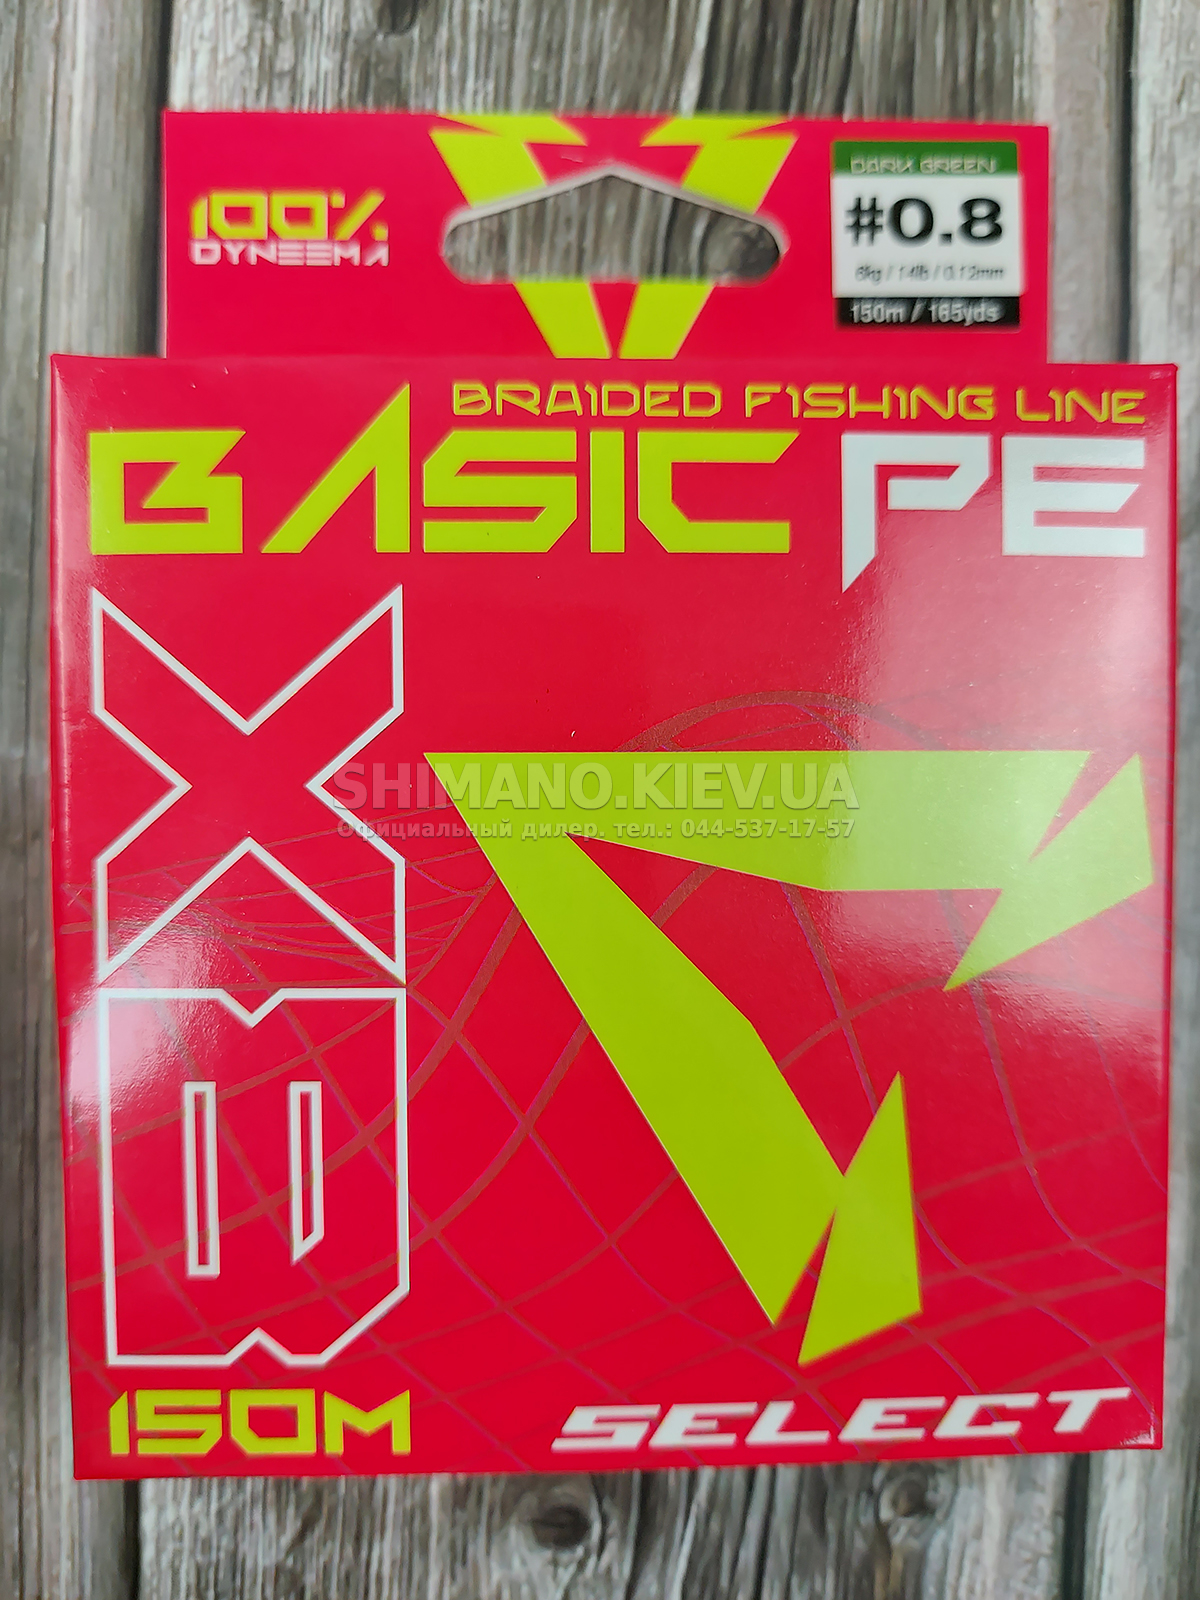 100%
DYNEEMA
DARK GREEN
#0.8
6kg / 14lb / 0.12mm
150m / 165yds
BRAIDED FISHING LINE
BASIC PE
8X
SHIMANO.KIEV.UA
Официальный дилер. тел.: 044-537-17-57
150M
SELECT